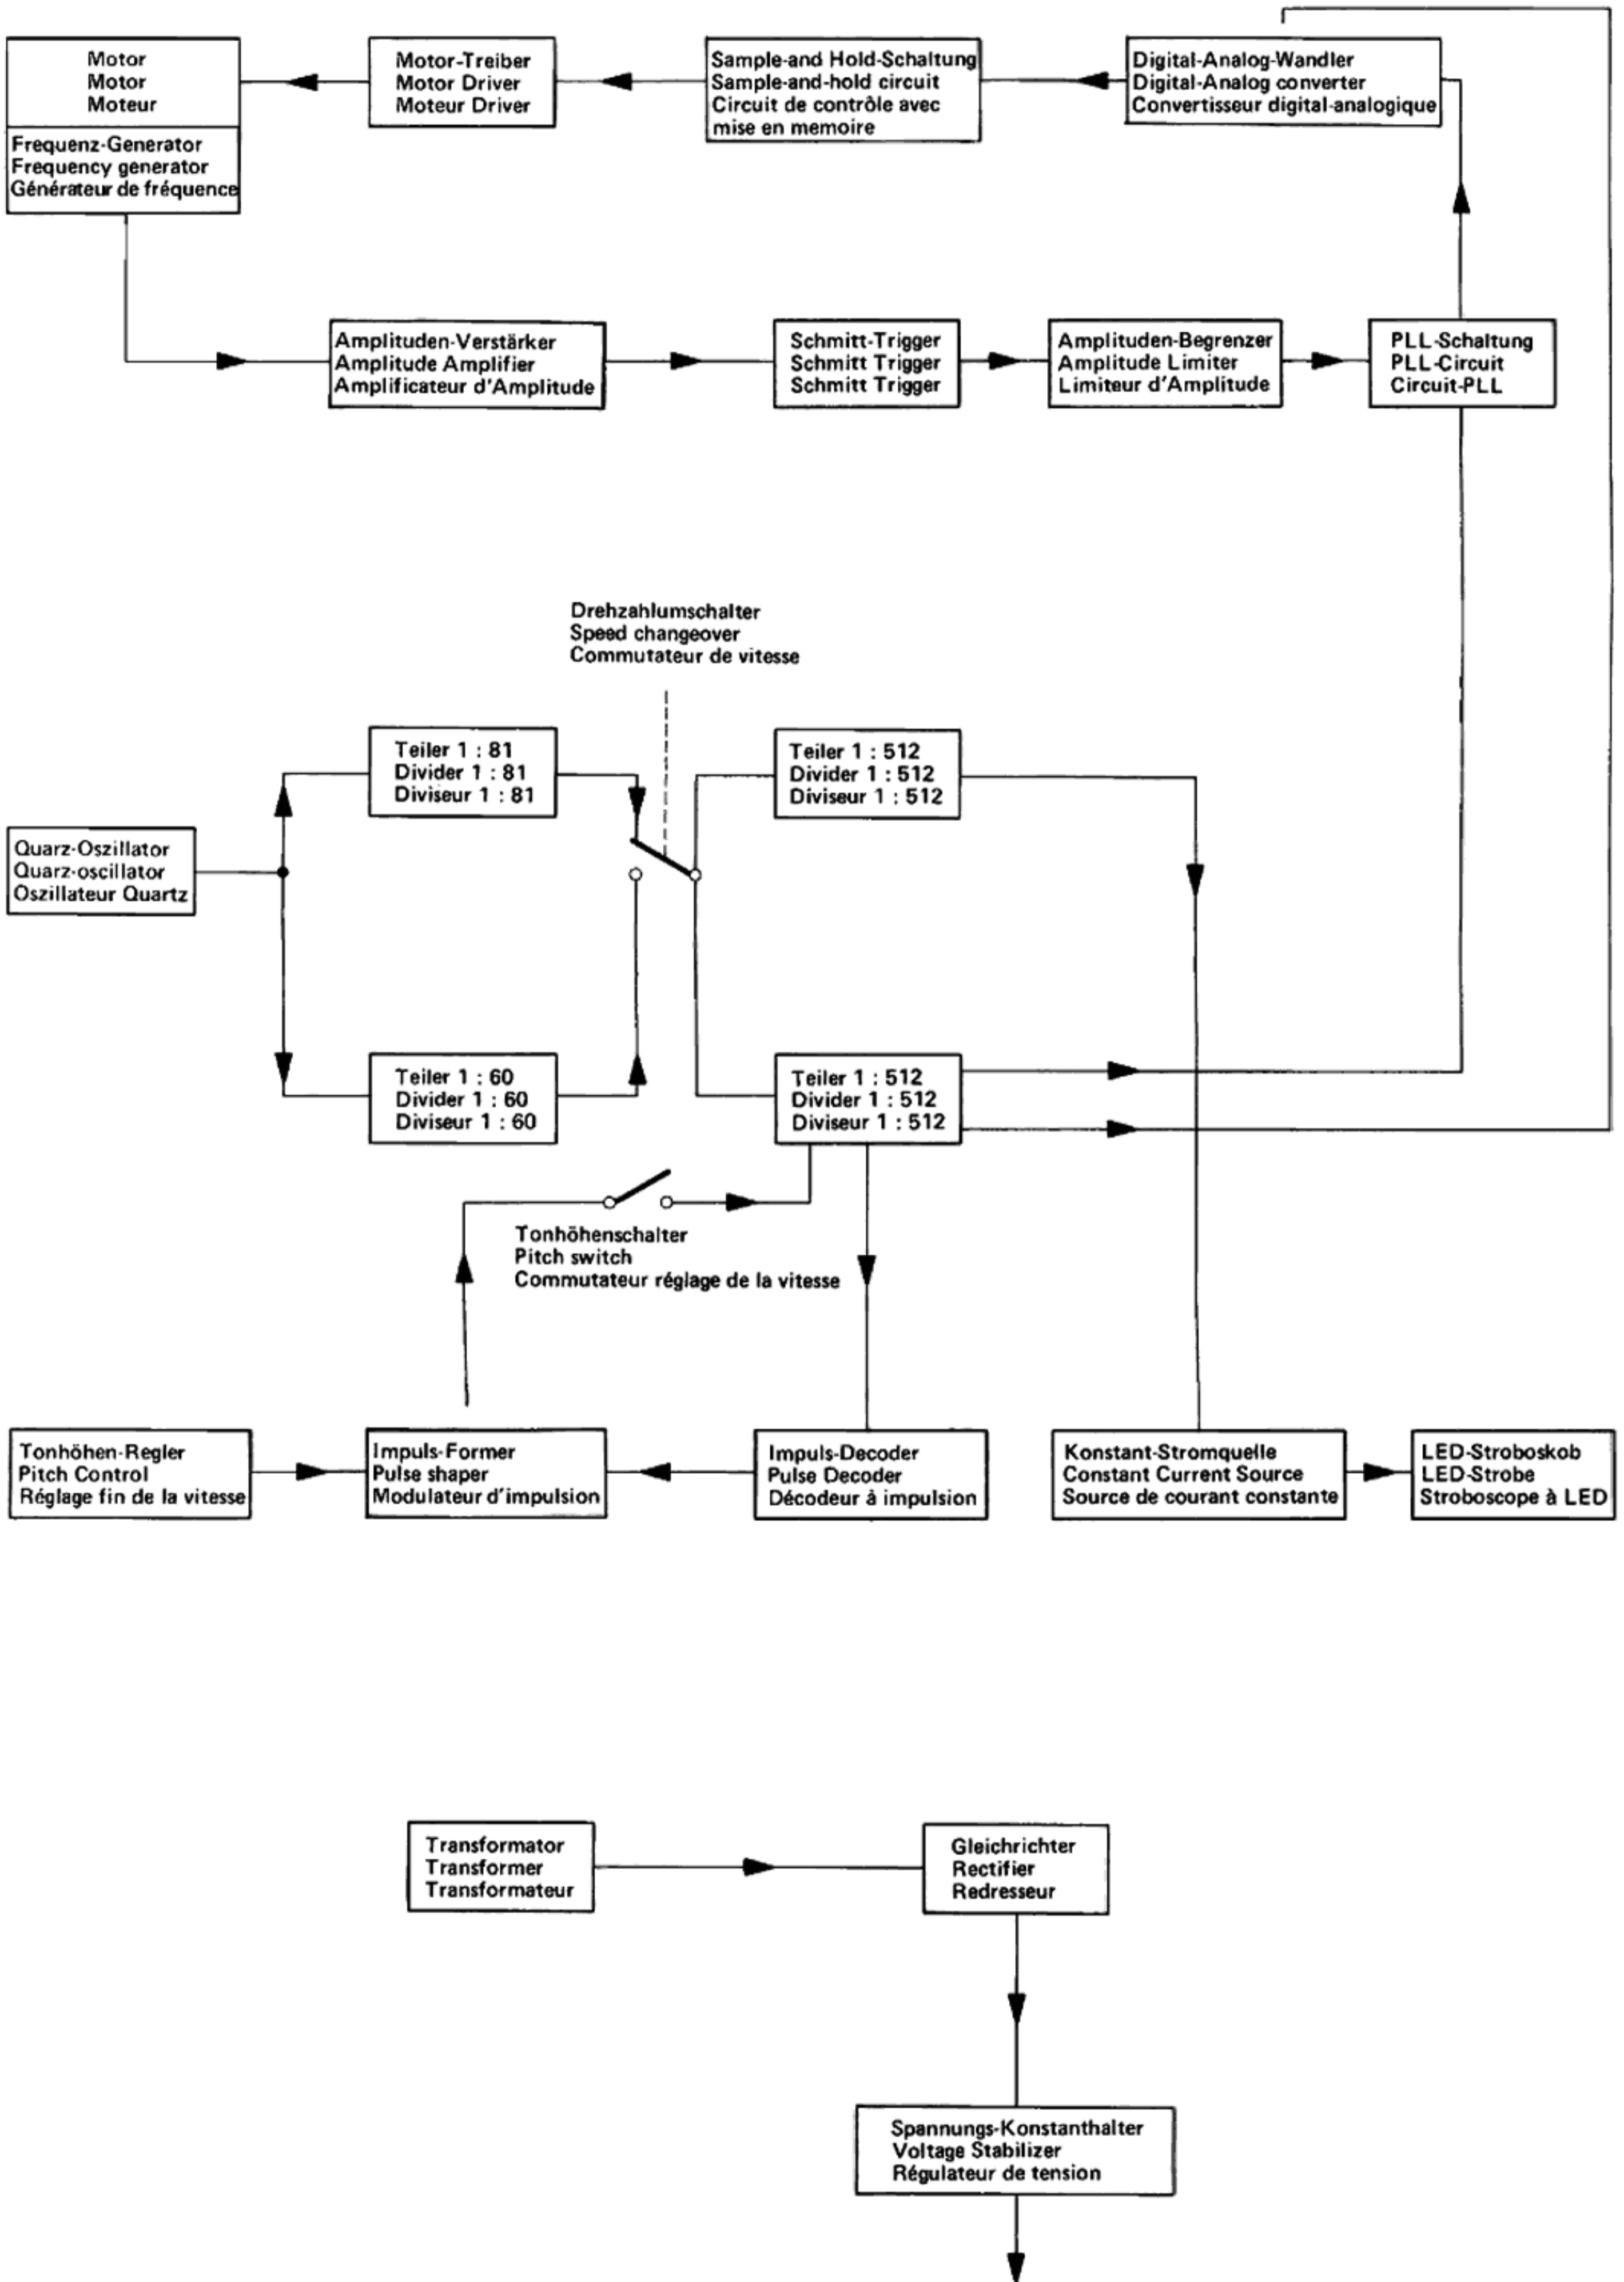 Motor
Motor
Moteur
Frequenz-Generator
Frequency generator
Générateur de fréquence
Motor-Treiber
Motor Driver
Moteur Driver
Sample-and Hold-Schaltung
Sample-and-hold circuit
Circuit de contrôle avec
mise en memoire
Digital-Analog-Wandler
Digital-Analog converter
Convertisseur digital-analogique
Amplituden-Verstärker
Amplitude Amplifier
Amplificateur d'Amplitude
Schmitt-Trigger
Schmitt Trigger
Schmitt Trigger
Amplituden-Begrenzer
Amplitude Limiter
Limiteur d'Amplitude
PLL-Schaltung
PLL-Circuit
Circuit-PLL
Drehzahlumschalter
Speed changeover
Commutateur de vitesse
Teiler 1 : 81
Divider 1 : 81
Diviseur 1 : 81
Teiler 1 : 512
Divider 1 : 512
Diviseur 1 : 512
Quarz-Oszillator
Quarz-oscillator
Oszillateur Quartz
Teiler 1 : 60
Divider 1 : 60
Diviseur 1 : 60
Teiler 1 : 512
Divider 1 : 512
Diviseur 1 : 512
Tonhöhenschalter
Pitch switch
Commutateur réglage de la vitesse
Tonhöhen-Regler
Pitch Control
Réglage fin de la vitesse
Impuls-Former
Pulse shaper
Modulateur d'impulsion
Impuls-Decoder
Pulse Decoder
Décodeur à impulsion
Konstant-Stromquelle
Constant Current Source
Source de courant constante
LED-Stroboskob
LED-Strobe
Stroboscope à LED
Transformator
Transformer
Transformateur
Gleichrichter
Rectifier
Redresseur
Spannungs-Konstanthalter
Voltage Stabilizer
Régulateur de tension